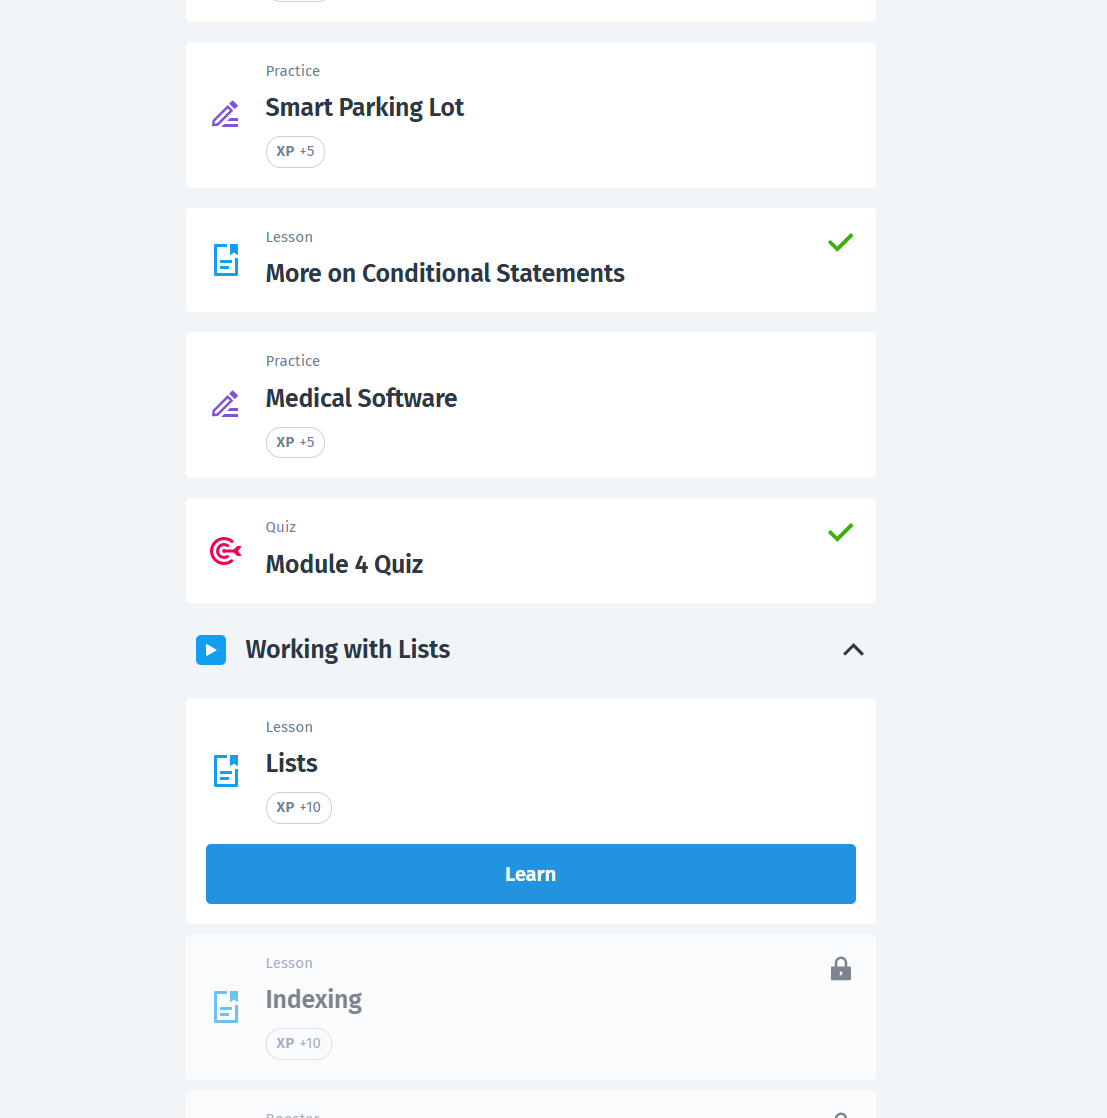 Practice
Smart Parking Lot
XP +5
Lesson
More on Conditional Statements
Practice
Medical Software
XP +5
Quiz
Module 4 Quiz
Working with Lists
Lesson
Lists
XP +10
Learn
Lesson
Indexing
XP +10